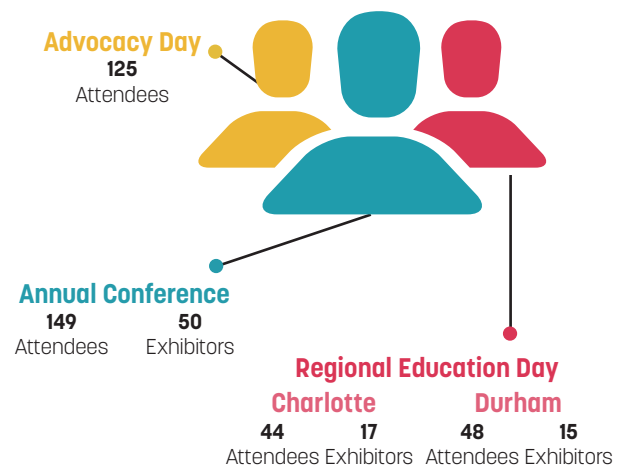 Advocacy Day
125
Attendees
Annual Conference
149 50
Attendees Exhibitors
Regional Education Day
Charlotte Durham
44 17 48 15
Attendees Exhibitors Attendees Exhibitors